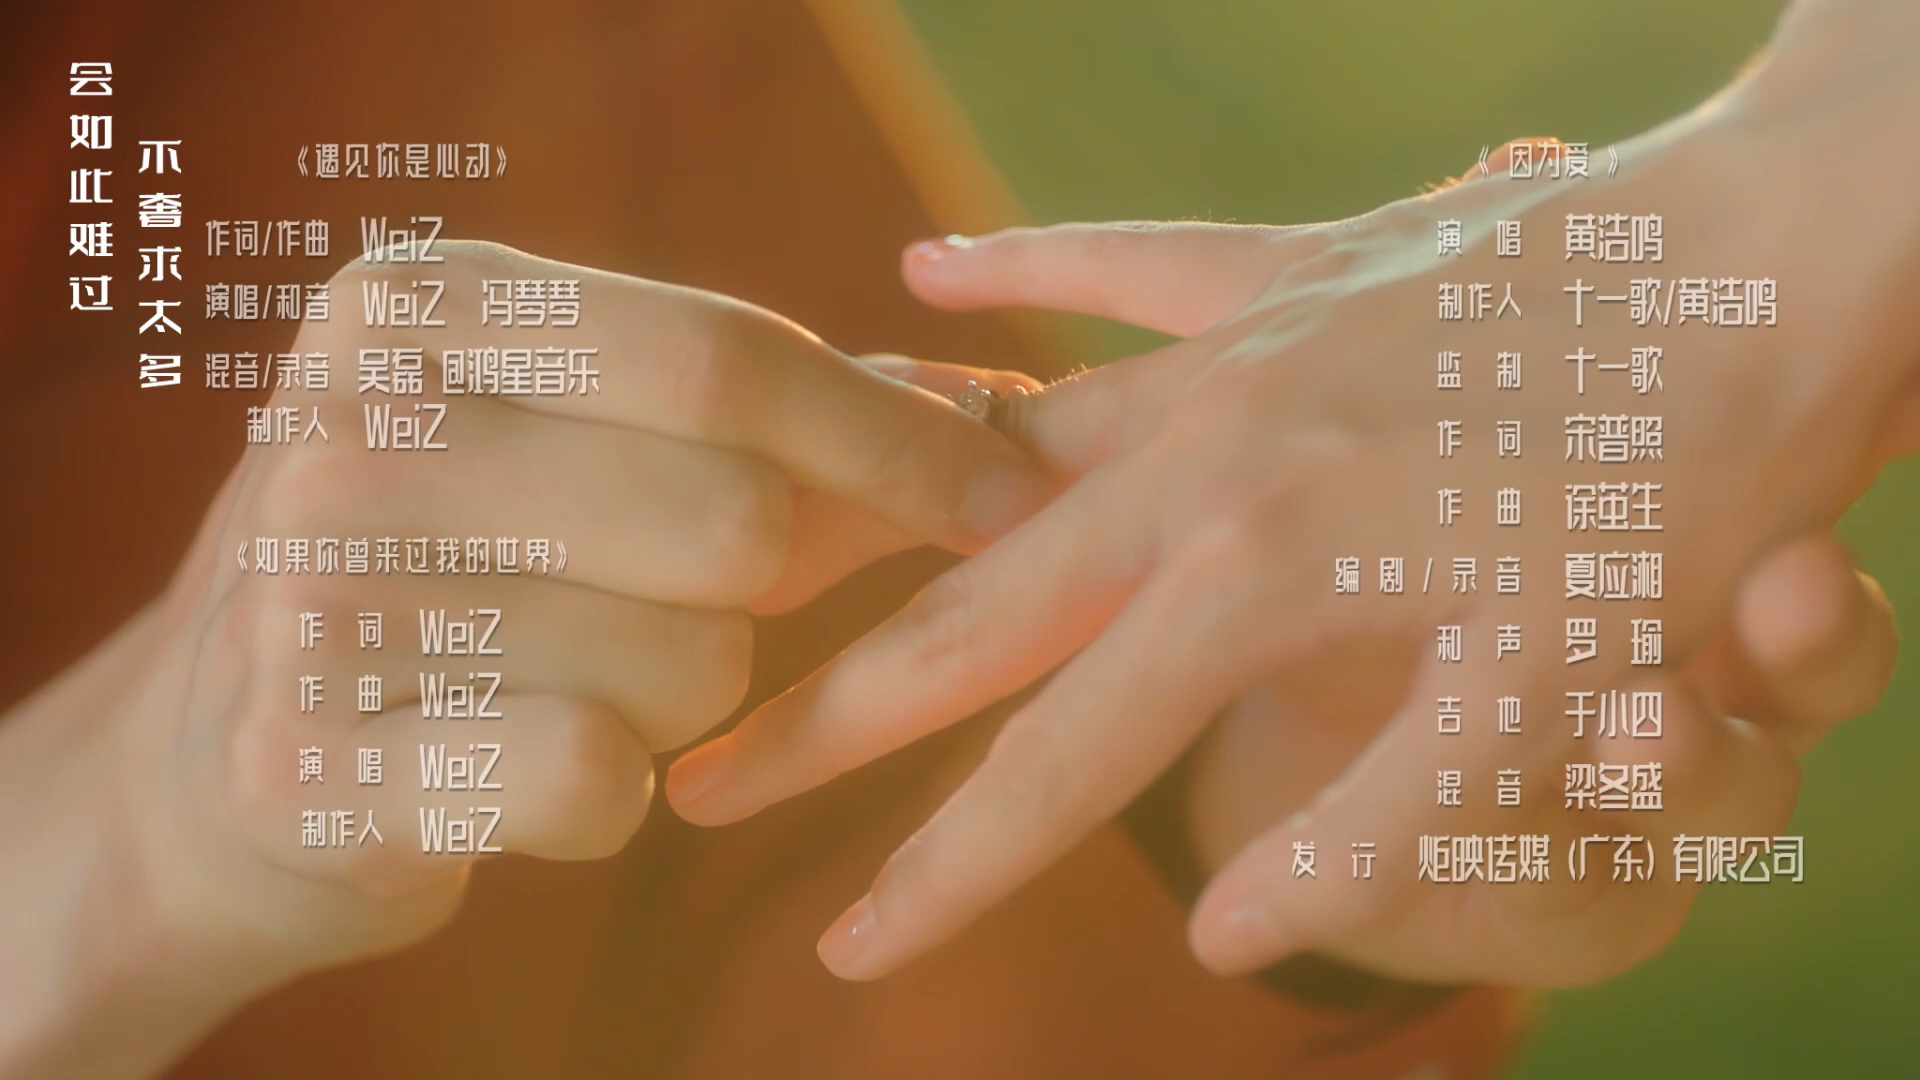 会如此难过
不奢求太多
《遇见你是心动》
作词/作曲 WeiZ
演唱/和音 WeiZ 冯琴琴
混音/录音 吴磊 @鸿星音乐
制作人 WeiZ
《如果你曾来过我的世界》
作词 WeiZ
作曲 WeiZ
演唱 WeiZ
制作人 WeiZ
《因为爱》
演唱 黄浩鸣
制作人 十一歌/黄浩鸣
监制 十一歌
作词 宋普照
作曲 徐茧生
编剧/录音 夏应湘
和声 罗瑜
吉他 于小四
混音 梁冬盛
发行 炬映传媒(广东)有限公司